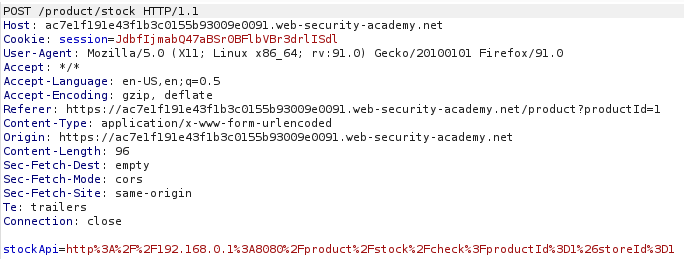 POST /product/stock HTTP/1.1
Host: ac7e1f191e43f1b3c0155b93009e0091.web-security-academy.net
Cookie: session=JdbfIjmabQ47aBSr0BFlbVBr3drlISdl
User-Agent: Mozilla/5.0 (X11; Linux x86_64; rv:91.0) Gecko/20100101 Firefox/91.0
Accept: */*
Accept-Language: en-US,en;q=0.5
Accept-Encoding: gzip, deflate
Referer: https://ac7e1f191e43f1b3c0155b93009e0091.web-security-academy.net/product?productId=1
Content-Type: application/x-www-form-urlencoded
Origin: https://ac7e1f191e43f1b3c0155b93009e0091.web-security-academy.net
Content-Length: 96
Sec-Fetch-Dest: empty
Sec-Fetch-Mode: cors
Sec-Fetch-Site: same-origin
Te: trailers
Connection: close
stockApi=http%3A%2F%2F192.168.0.1%3A8080%2Fproduct%2Fstock%2Fcheck%3FproductId%3D1%26storeId%3D1